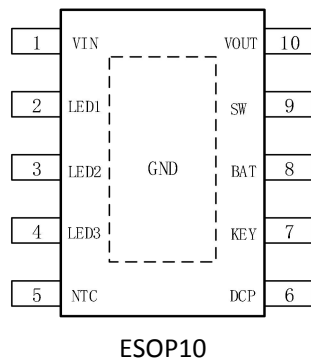 1 VIN VOUT 10
2 LED1 SW 9
3 LED2 GND BAT 8
4 LED3 KEY 7
5 NTC DCP 6
ESOP10